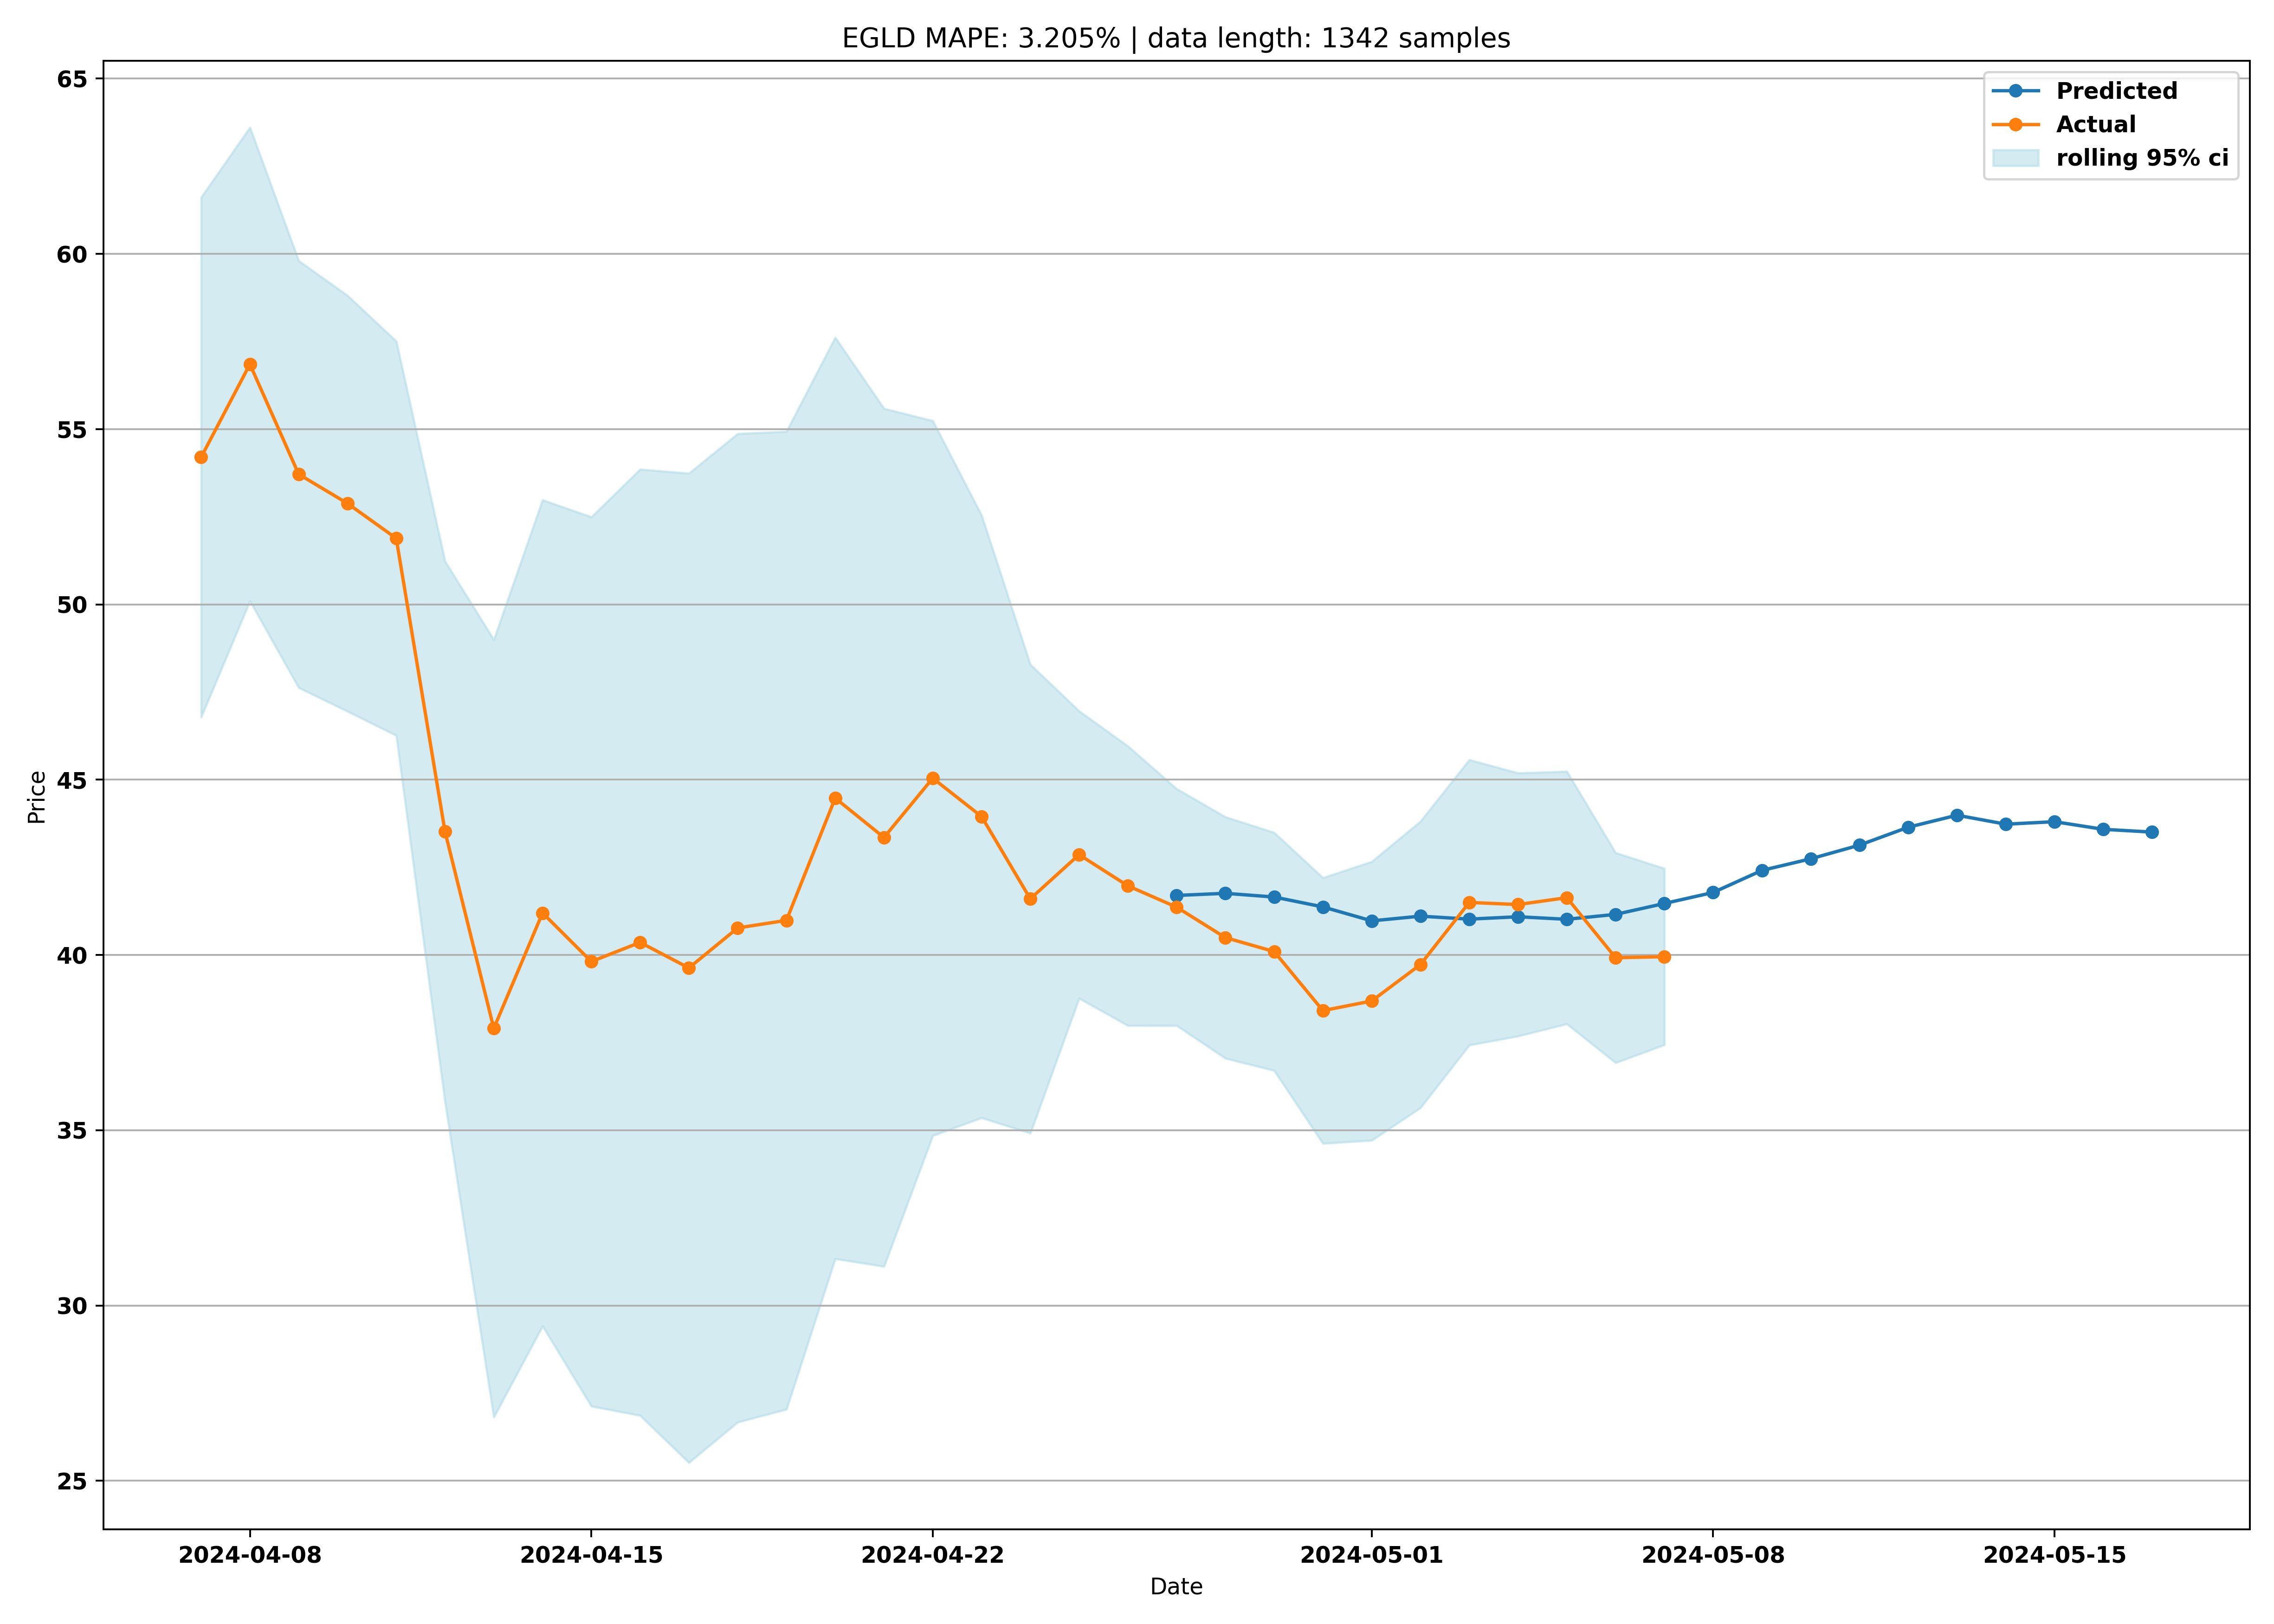 EGLD MAPE: 3.205% | data length: 1342 samples
Predicted
Actual
rolling 95% ci
Price
65
60
55
50
45
40
35
30
25
2024-04-08
2024-04-15
2024-04-22
2024-05-01
2024-05-08
2024-05-15
Date